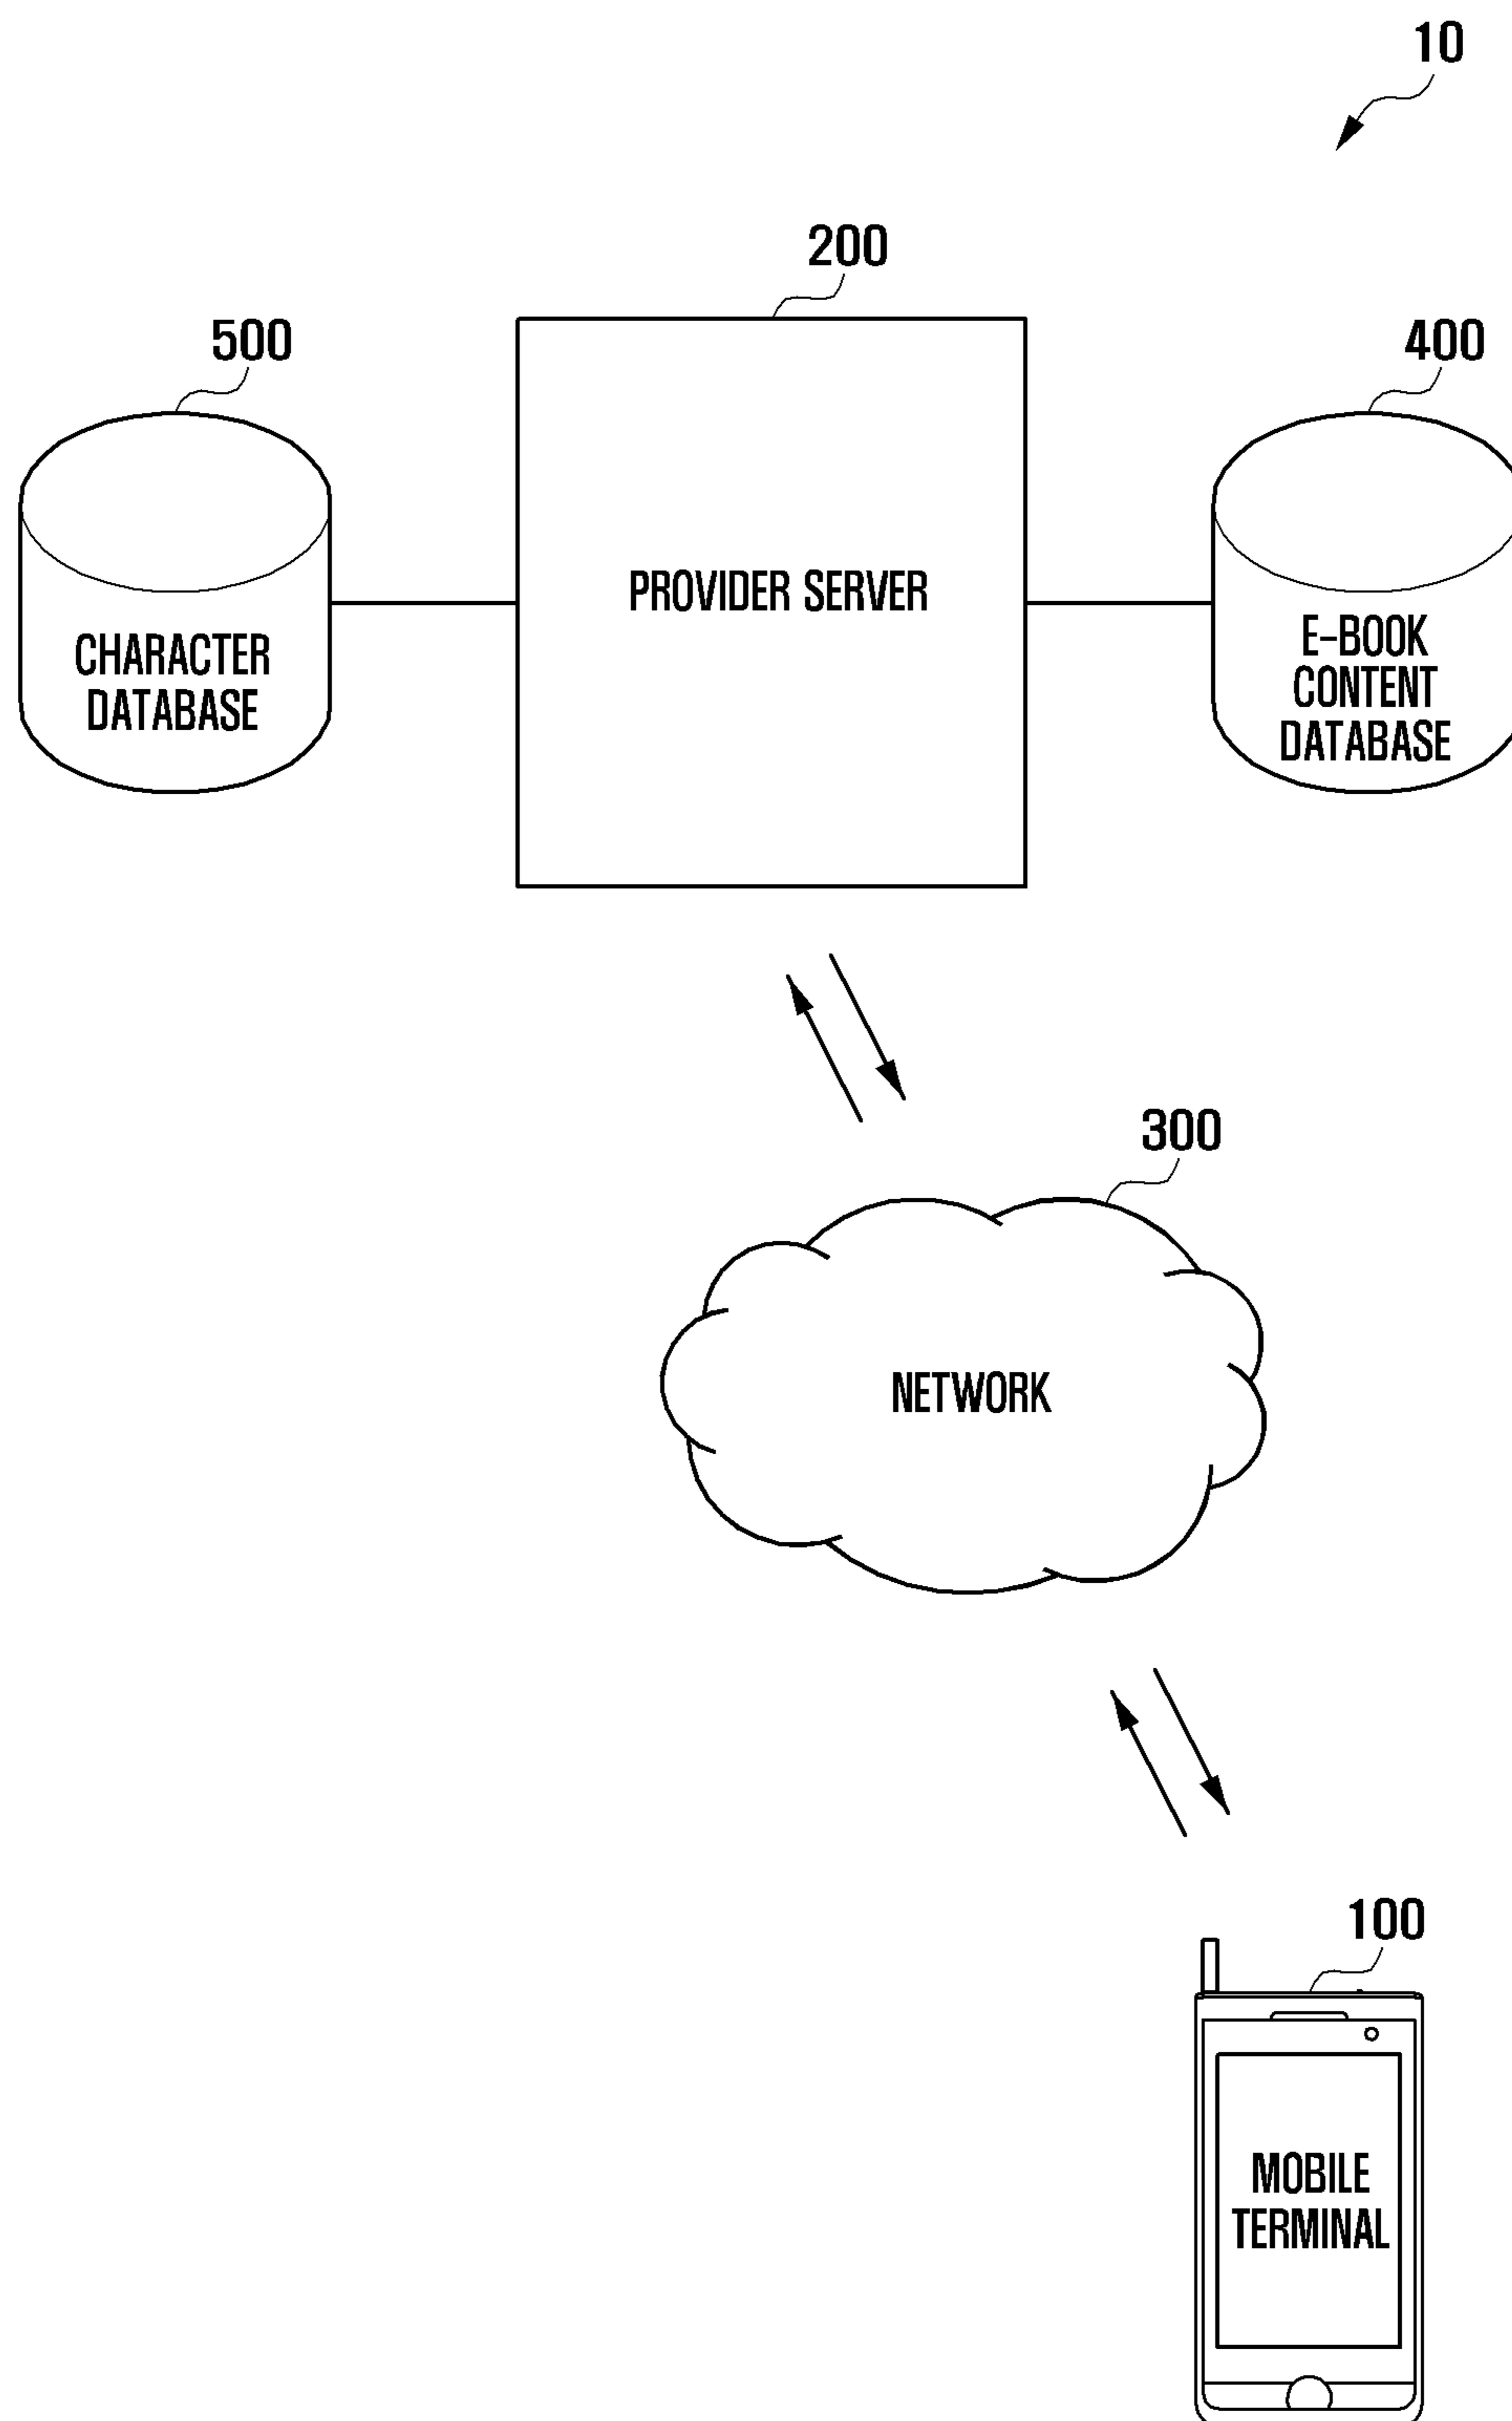 10
200
500
400
PROVIDER SERVER
CHARACTER
DATABASE
E-BOOK
CONTENT
DATABASE
300
NETWORK
100
MOBILE
TERMINAL